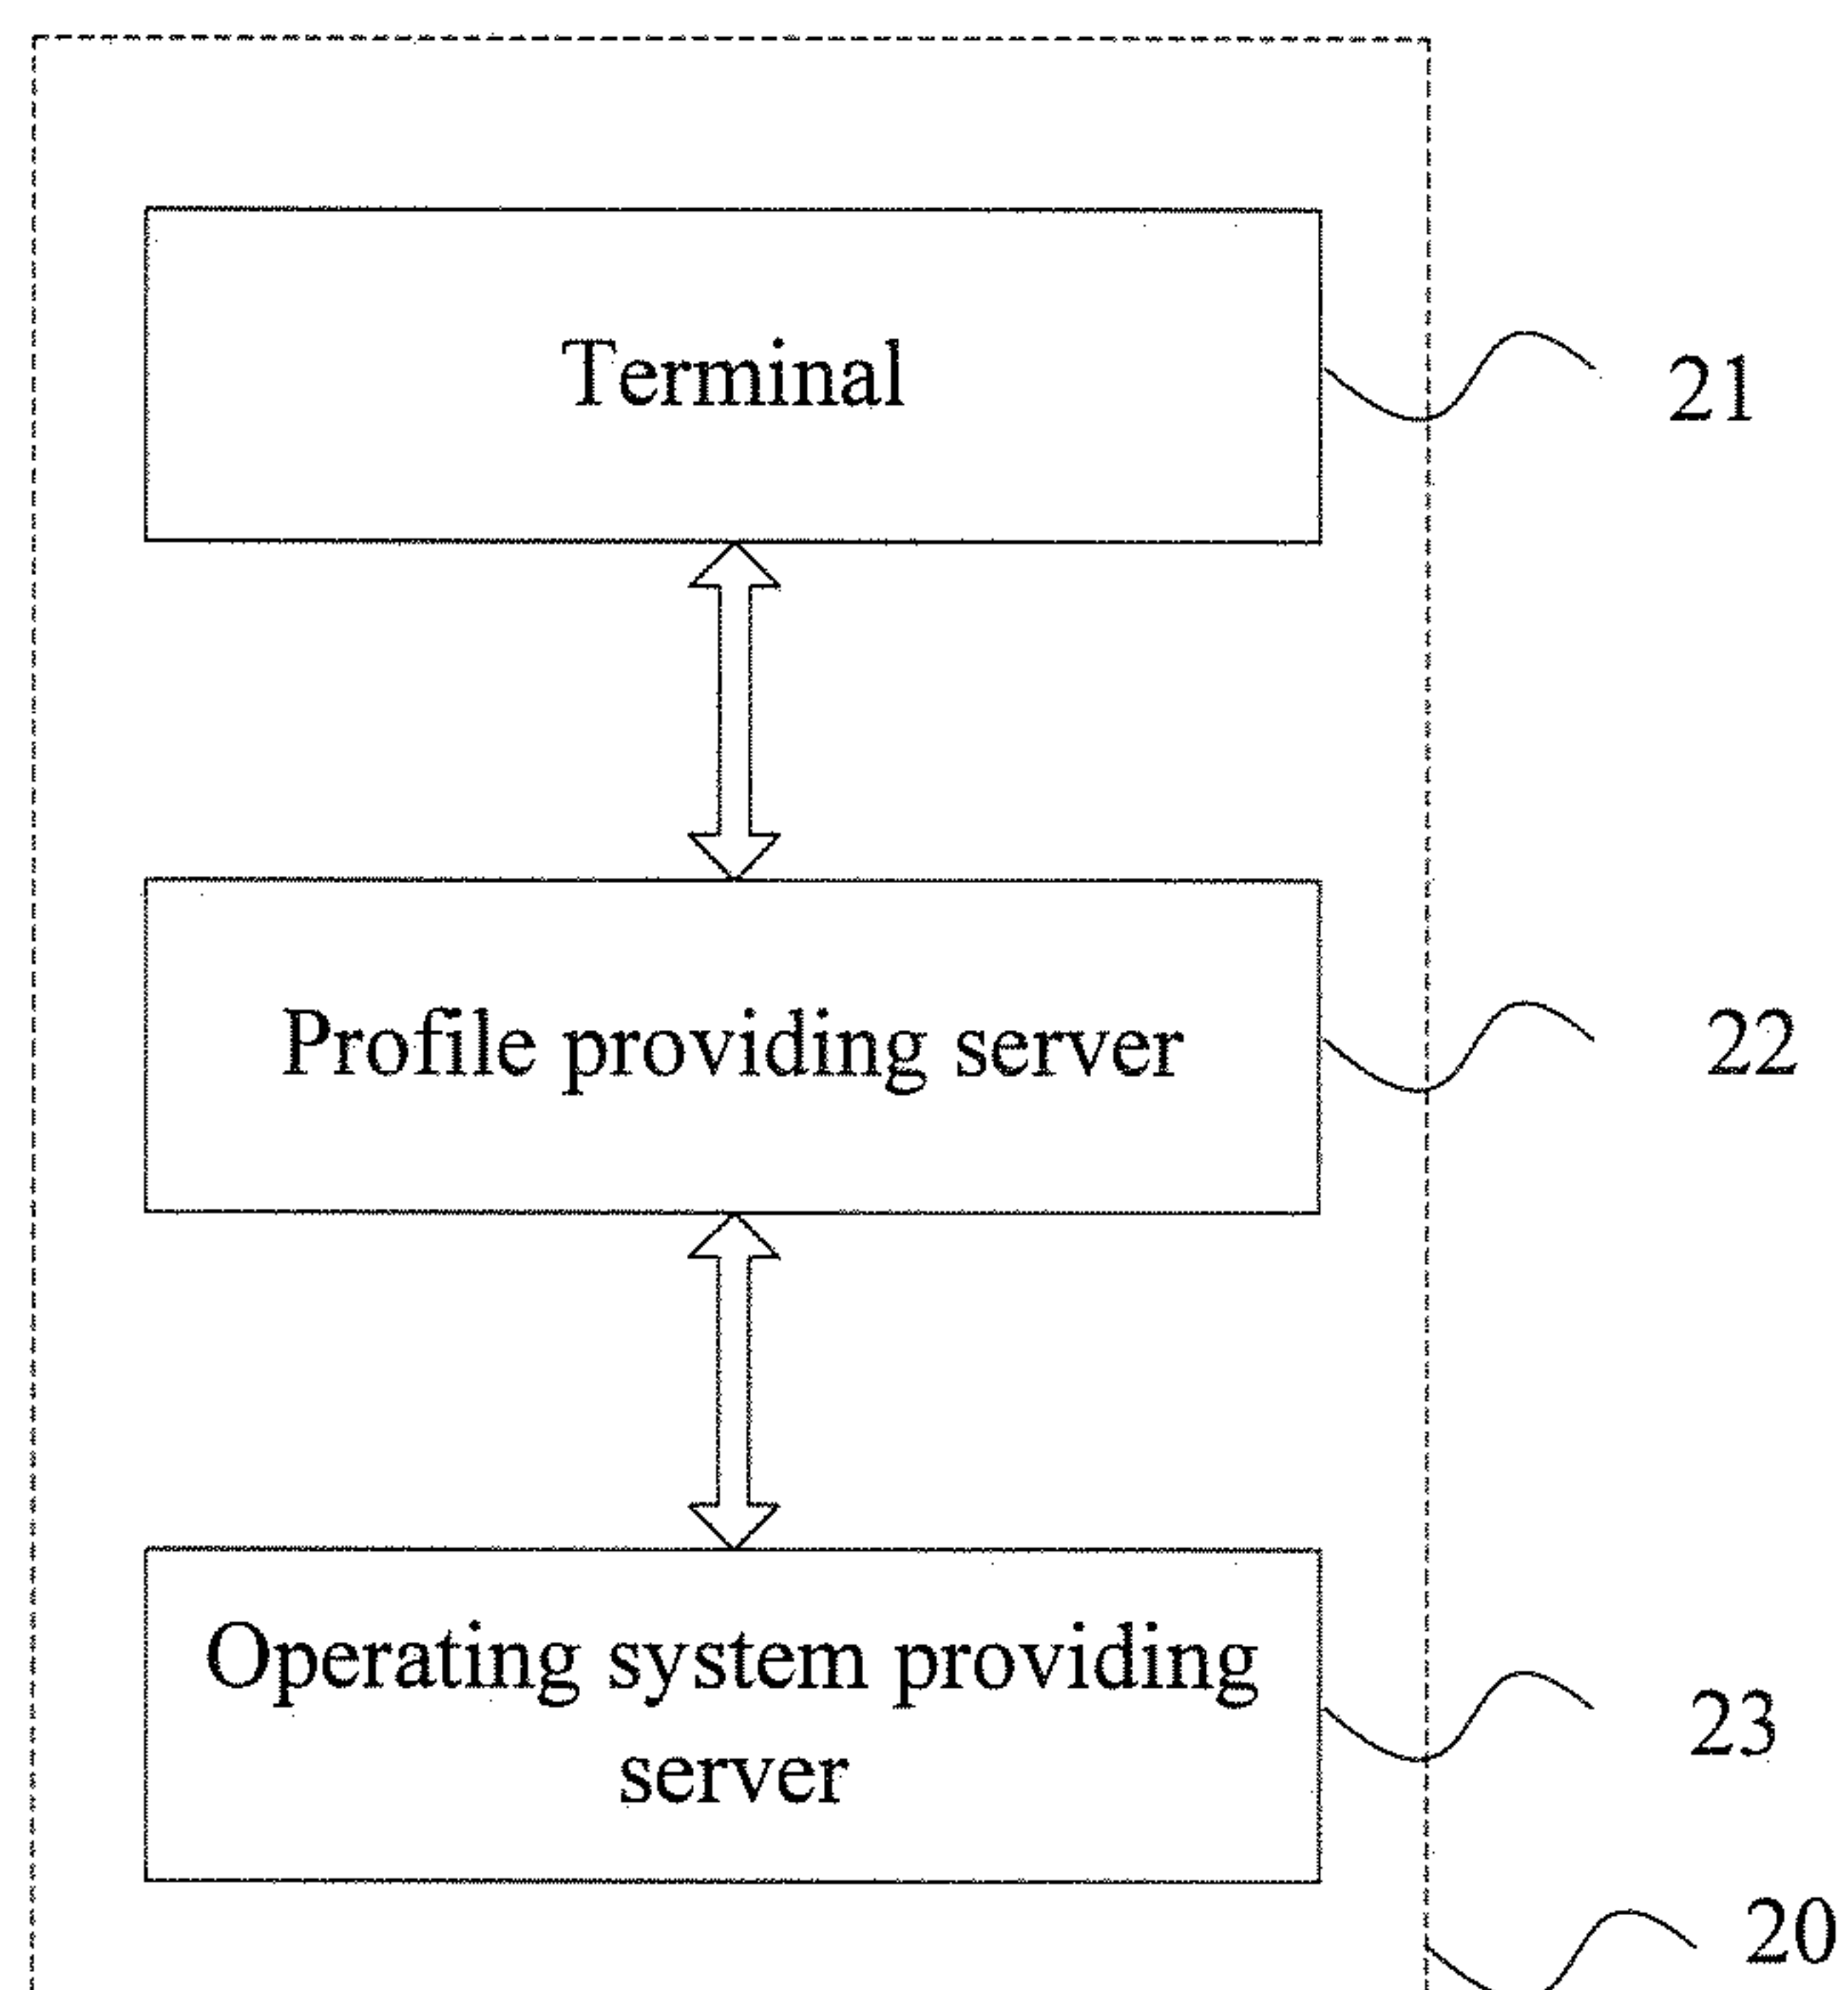 Terminal
21
Profile providing server
22
Operating system providing
server
23
20